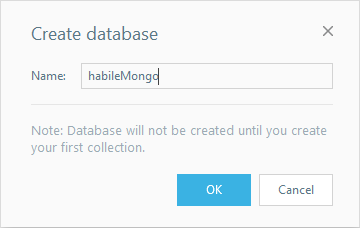 Create database
Name: habileMongo
Note: Database will not be created until you create
your first collection.
OK Cancel